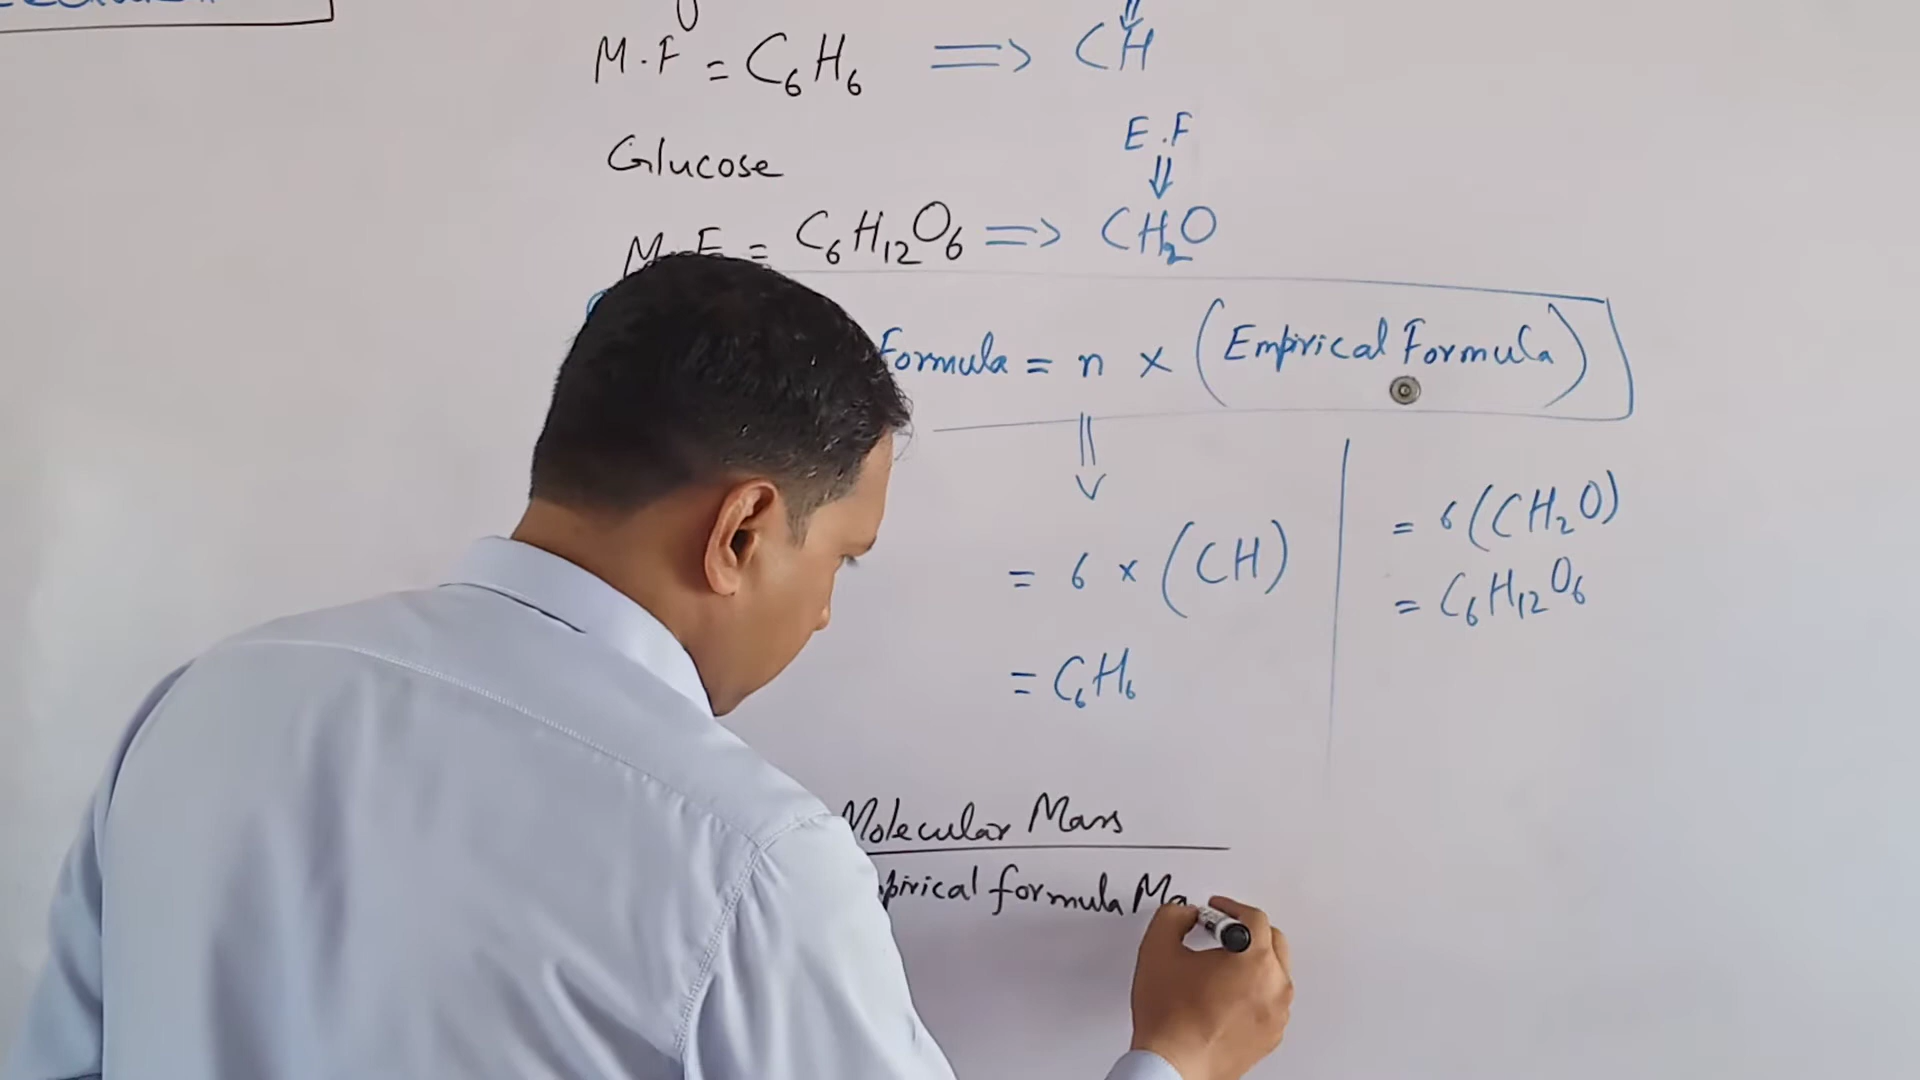 M.F = C₆H₆ ⟹ CH
E.F
Glucose
M.F = C₆H₁₂O₆ ⟹ CH₂O
Formula = n × (Empirical Formula)
= 6 × (CH)
= C₆H₆
= 6(CH₂O)
= C₆H₁₂O₆
Molecular Mass
pirical formula Ma